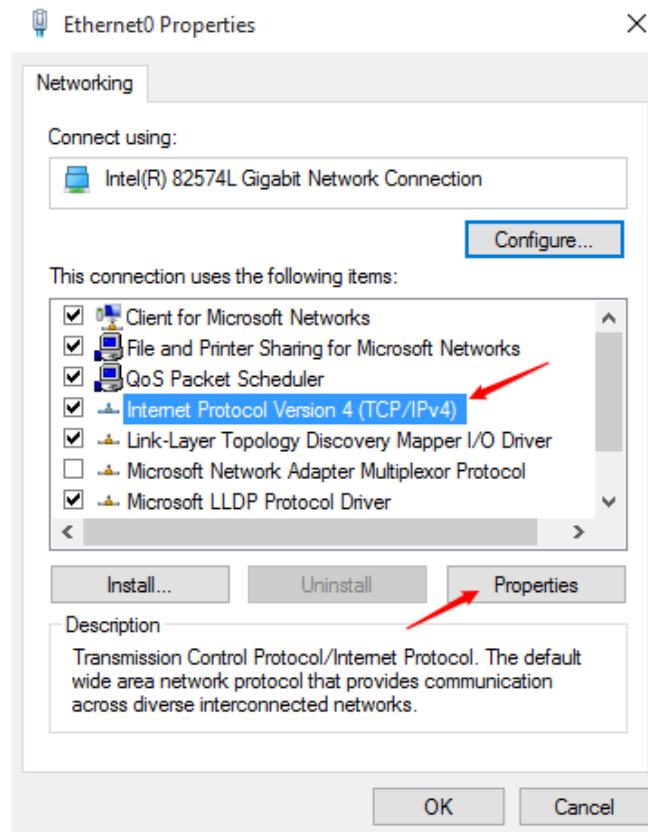 Ethernet0 Properties
Networking
Connect using:
Intel(R) 82574L Gigabit Network Connection
Configure...
This connection uses the following items:
Client for Microsoft Networks
File and Printer Sharing for Microsoft Networks
QoS Packet Scheduler
Internet Protocol Version 4 (TCP/IPv4)
Link-Layer Topology Discovery Mapper I/O Driver
Microsoft Network Adapter Multiplexor Protocol
Microsoft LLDP Protocol Driver
Install...
Uninstall
Properties
Description
Transmission Control Protocol/Internet Protocol. The default
wide area network protocol that provides communication
across diverse interconnected networks.
OK
Cancel